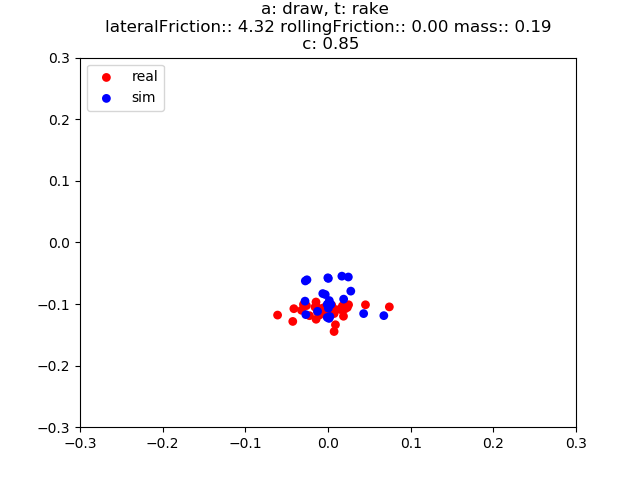 a: draw, t: rake
lateralFriction:: 4.32 rollingFriction:: 0.00 mass:: 0.19
c: 0.85
real
sim
0.3
0.2
0.1
0.0
−0.1
−0.2
−0.3
−0.3 −0.2 −0.1 0.0 0.1 0.2 0.3